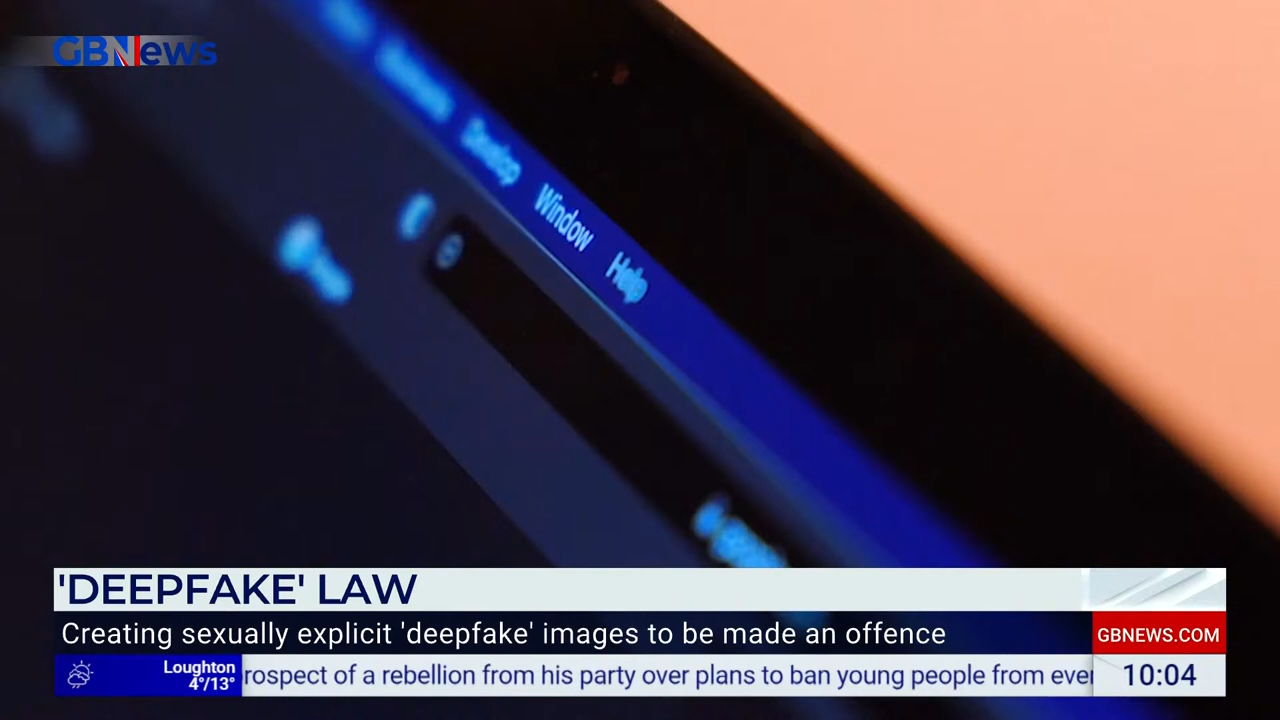 GBNews
Develop
Window
Help
'DEEPFAKE' LAW
Creating sexually explicit 'deepfake' images to be made an offence
GBNEWS.COM
Loughton
4°/13°
rospect of a rebellion from his party over plans to ban young people from ever
10:04